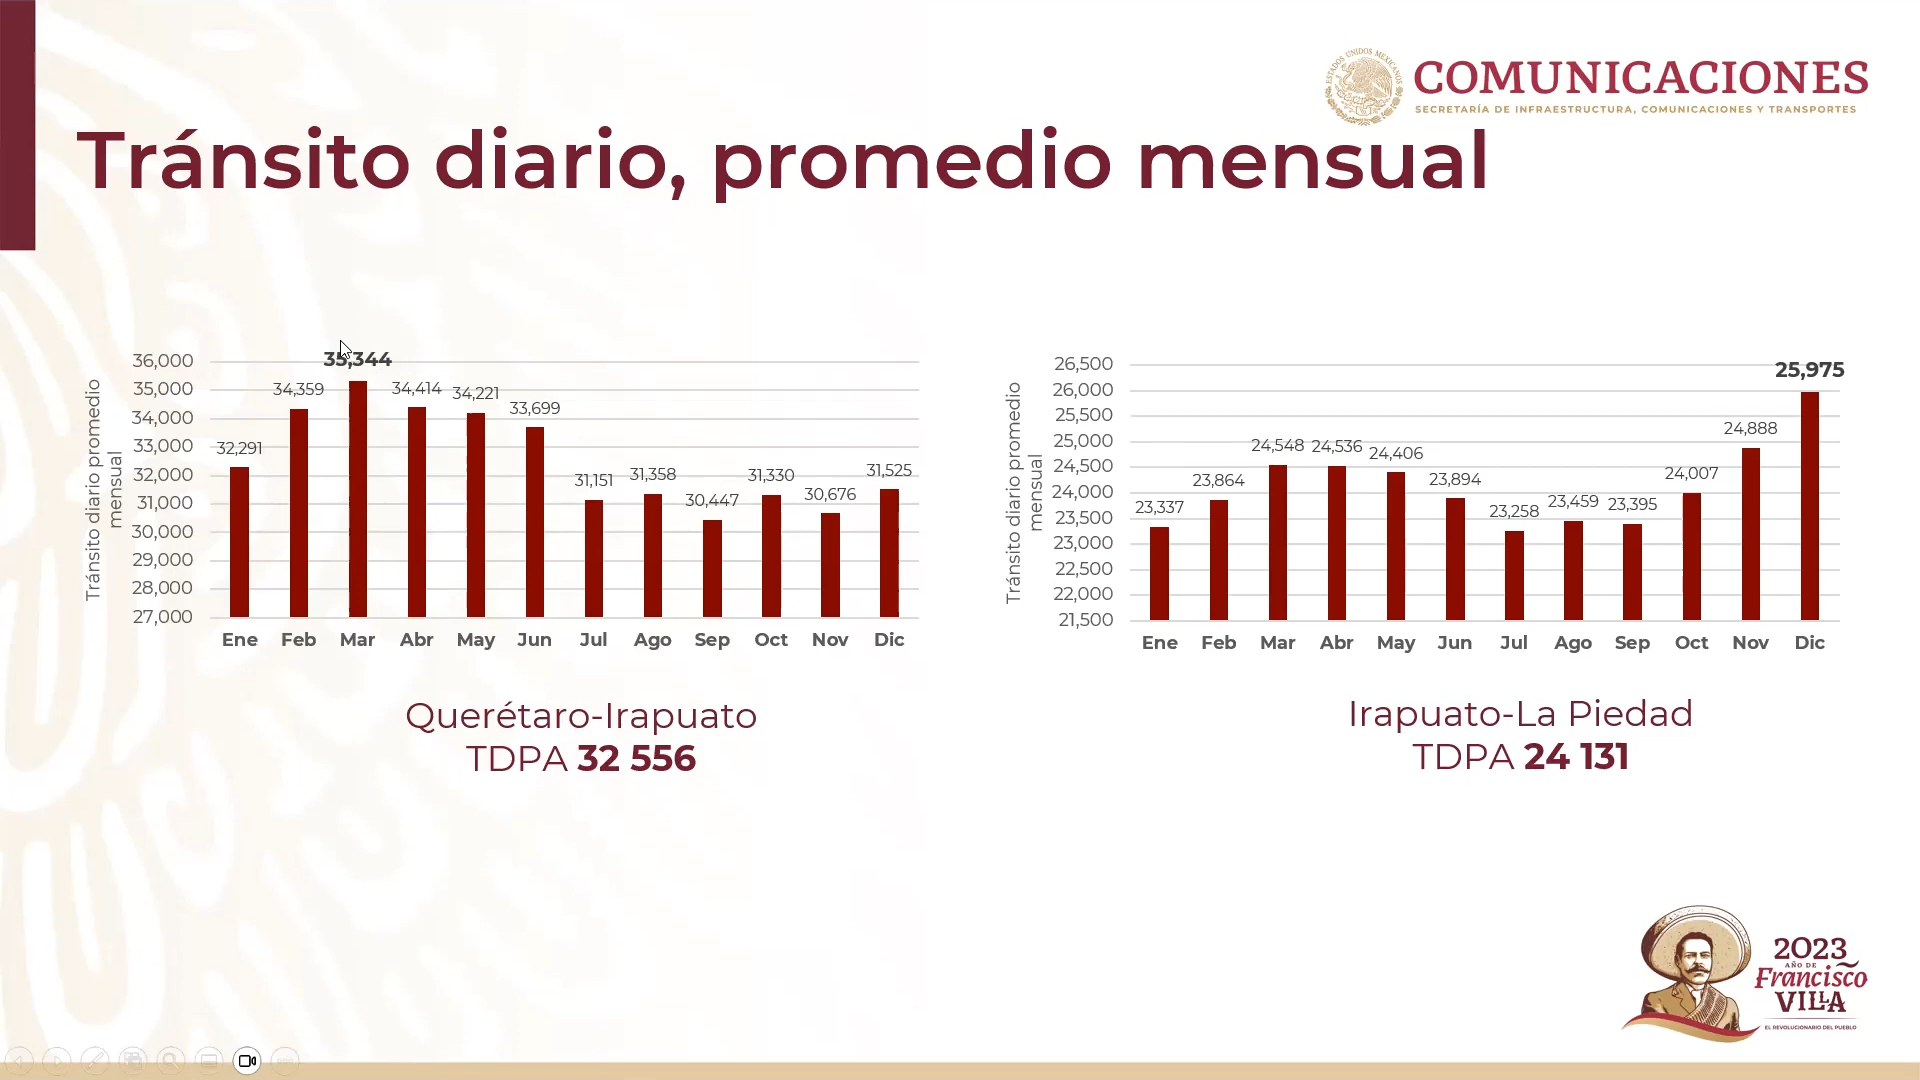 ESTADOS UNIDOS MEXICANOS
COMUNICACIONES
SECRETARÍA DE INFRAESTRUCTURA, COMUNICACIONES Y TRANSPORTES
Tránsito diario, promedio mensual
Tránsito diario promedio
mensual
36,000
35,000
34,000
33,000
32,000
31,000
30,000
29,000
28,000
27,000
32,291
34,359
35,344
34,414
34,221
33,699
31,151
31,358
30,447
31,330
30,676
31,525
Ene Feb Mar Abr May Jun Jul Ago Sep Oct Nov Dic
Querétaro-Irapuato
TDPA 32 556
Tránsito diario promedio
mensual
26,500
26,000
25,500
25,000
24,500
24,000
23,500
23,000
22,500
22,000
21,500
23,337
23,864
24,548
24,536
24,406
23,894
23,258
23,459
23,395
24,007
24,888
25,975
Ene Feb Mar Abr May Jun Jul Ago Sep Oct Nov Dic
Irapuato-La Piedad
TDPA 24 131
2023
AÑO DE
Francisco
VILLA
EL REVOLUCIONARIO DEL PUEBLO